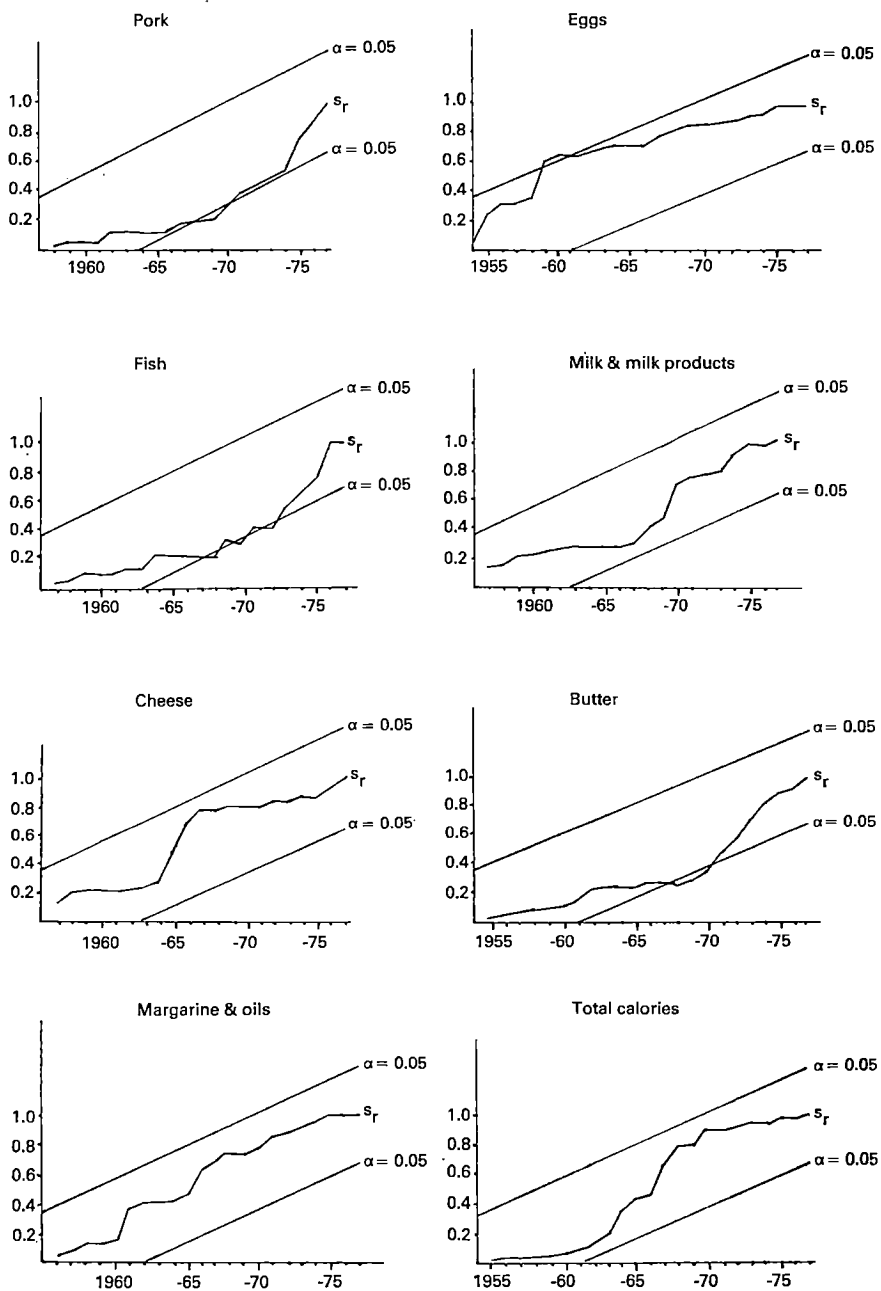 Pork
α = 0.05
1.0
0.8
0.6
0.4
0.2
s_r
α = 0.05
1960 -65 -70 -75
Eggs
α = 0.05
1.0
0.8
0.6
0.4
0.2
s_r
α = 0.05
1955 -60 -65 -70 -75
Fish
α = 0.05
1.0
0.8
0.6
0.4
0.2
s_r
α = 0.05
1960 -65 -70 -75
Milk & milk products
α = 0.05
1.0
0.8
0.6
0.4
0.2
s_r
α = 0.05
1960 -65 -70 -75
Cheese
α = 0.05
1.0
0.8
0.6
0.4
0.2
s_r
α = 0.05
1960 -65 -70 -75
Butter
α = 0.05
1.0
0.8
0.6
0.4
0.2
s_r
α = 0.05
1955 -60 -65 -70 -75
Margarine & oils
α = 0.05
1.0
0.8
0.6
0.4
0.2
s_r
α = 0.05
1960 -65 -70 -75
Total calories
α = 0.05
1.0
0.8
0.6
0.4
0.2
s_r
α = 0.05
1955 -60 -65 -70 -75